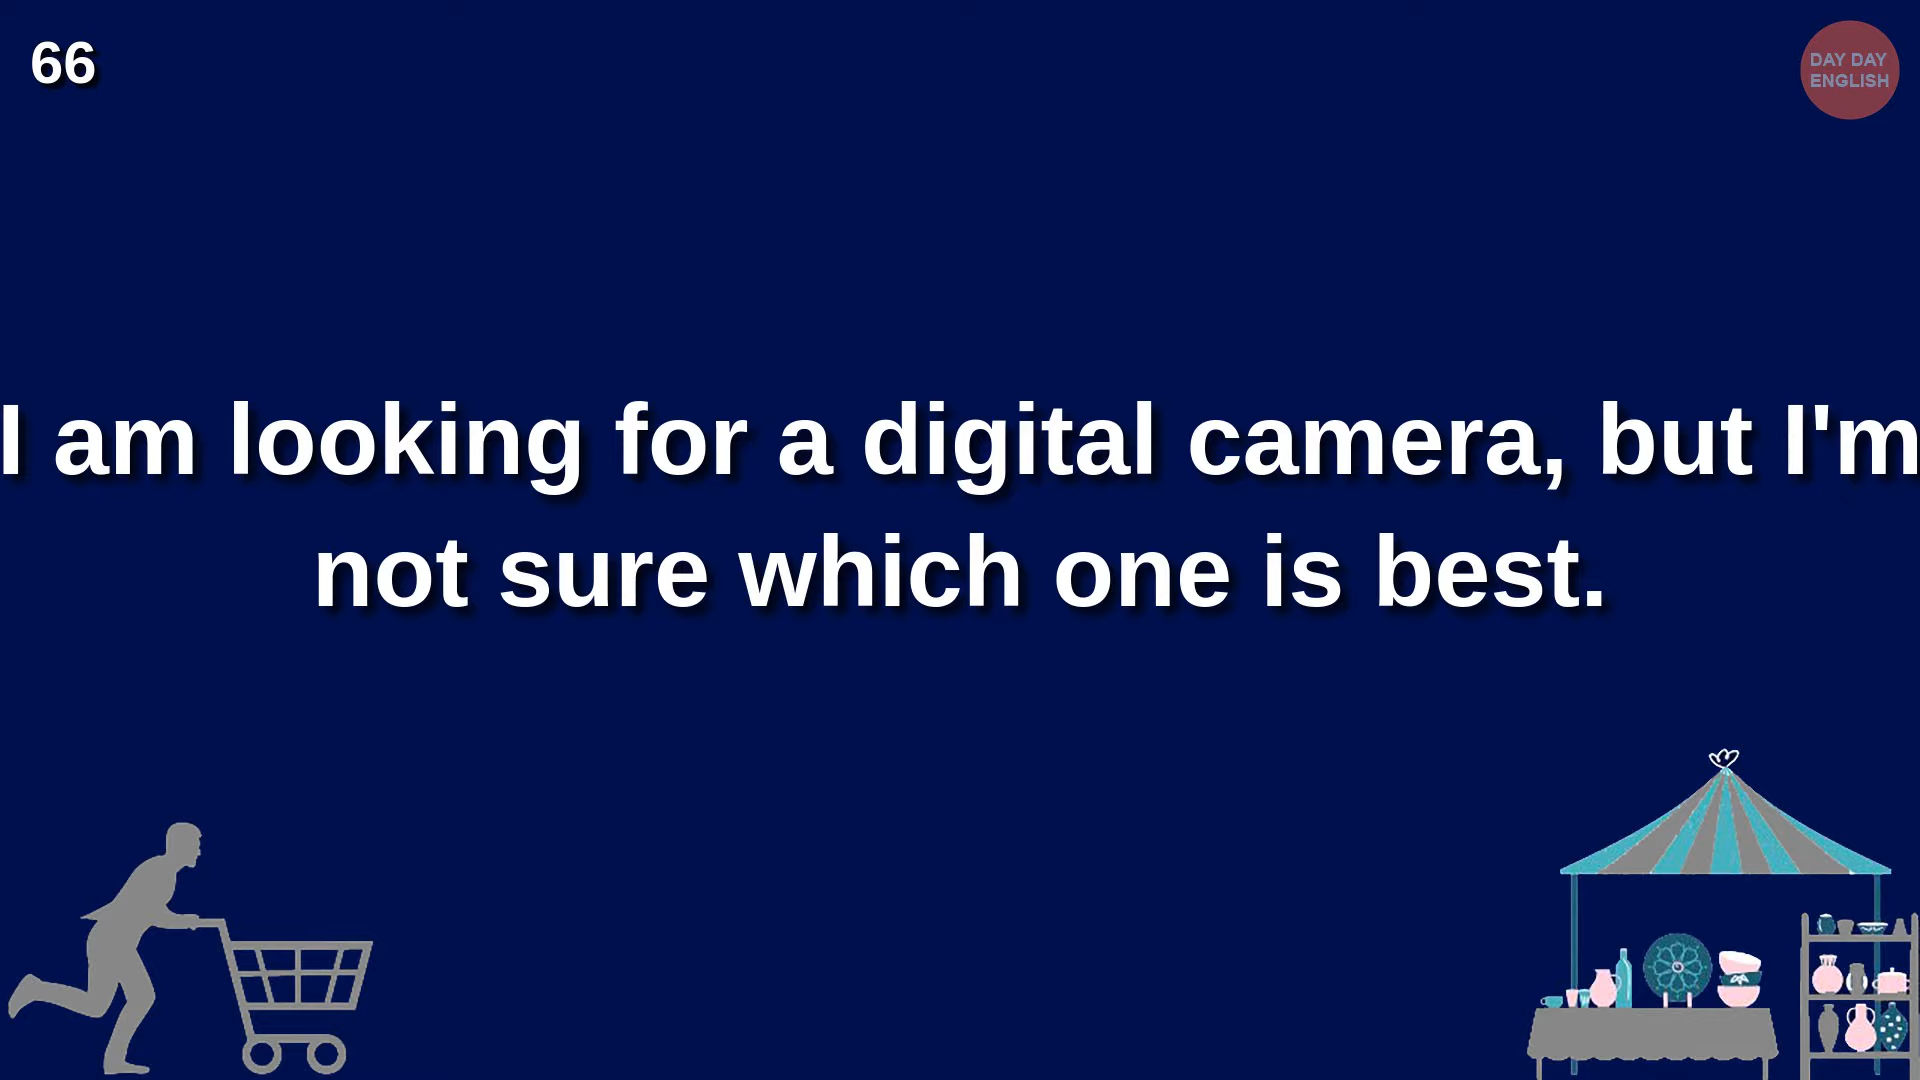 66
DAY DAY
ENGLISH
I am looking for a digital camera, but I'm
not sure which one is best.